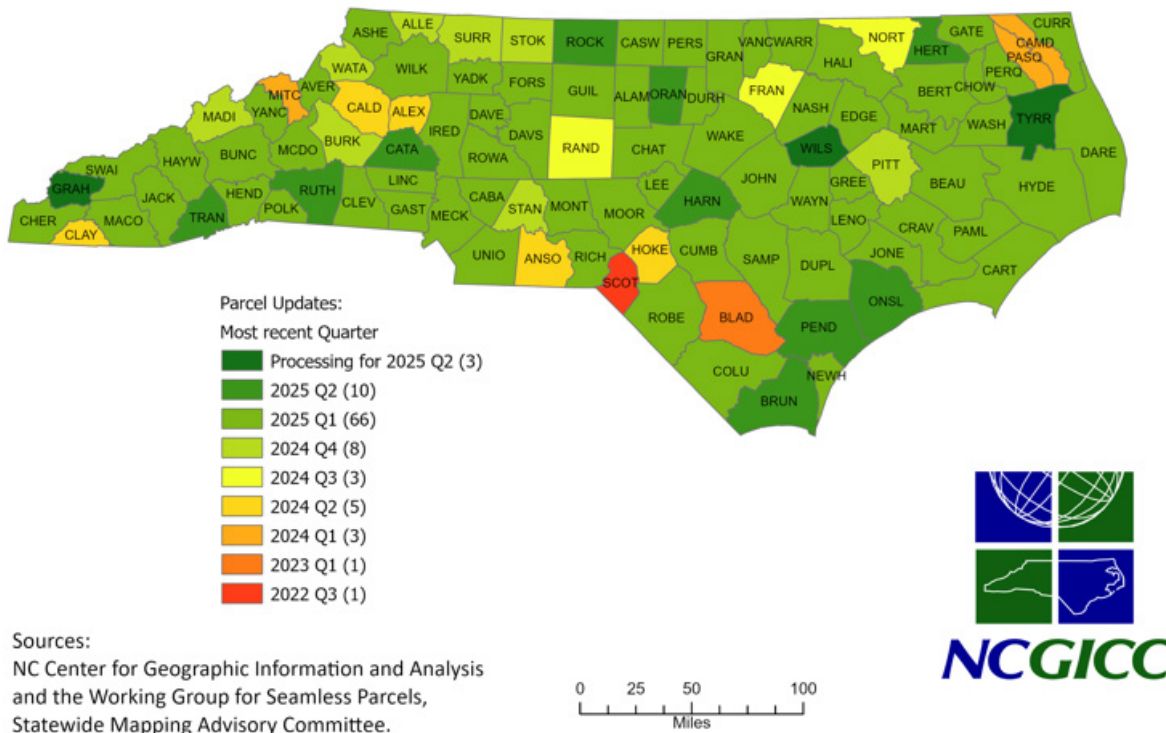 ALLE
ASHE
SURR
STOK
ROCK
CASW
PERS
GRAN
VANC
WARR
NORT
HERT
GATE
CURR
CAMD
PASQ
PERQ
CHOW
WATA
WILK
YADK
FORS
GUIL
ALAM
ORAN
DURH
FRAN
HALI
BERT
MITC
AVER
YANC
CALD
ALEX
IRED
DAVE
DAVS
RAND
CHAT
WAKE
NASH
EDGE
MART
WASH
TYRR
DARE
MADI
BURK
MCDO
CATA
ROWA
WILS
PITT
BEAU
HYDE
SWAI
HAYW
BUNC
LINC
CABA
LEE
JOHN
GREE
GRAH
JACK
HEND
RUTH
POLK
CLEV
GAST
MECK
STAN
MONT
MOOR
HARN
WAYN
LENO
CRAV
PAML
CHER
MACO
CLAY
TRAN
UNIO
ANSO
RICH
HOKE
CUMB
SAMP
DUPL
JONE
CART
SCOT
ROBE
BLAD
PEND
ONSL
COLU
NEWH
BRUN
Parcel Updates:
Most recent Quarter
Processing for 2025 Q2 (3)
2025 Q2 (10)
2025 Q1 (66)
2024 Q4 (8)
2024 Q3 (3)
2024 Q2 (5)
2024 Q1 (3)
2023 Q1 (1)
2022 Q3 (1)
Sources:
NC Center for Geographic Information and Analysis
and the Working Group for Seamless Parcels,
Statewide Mapping Advisory Committee.
0 25 50 100
Miles
NCGICC